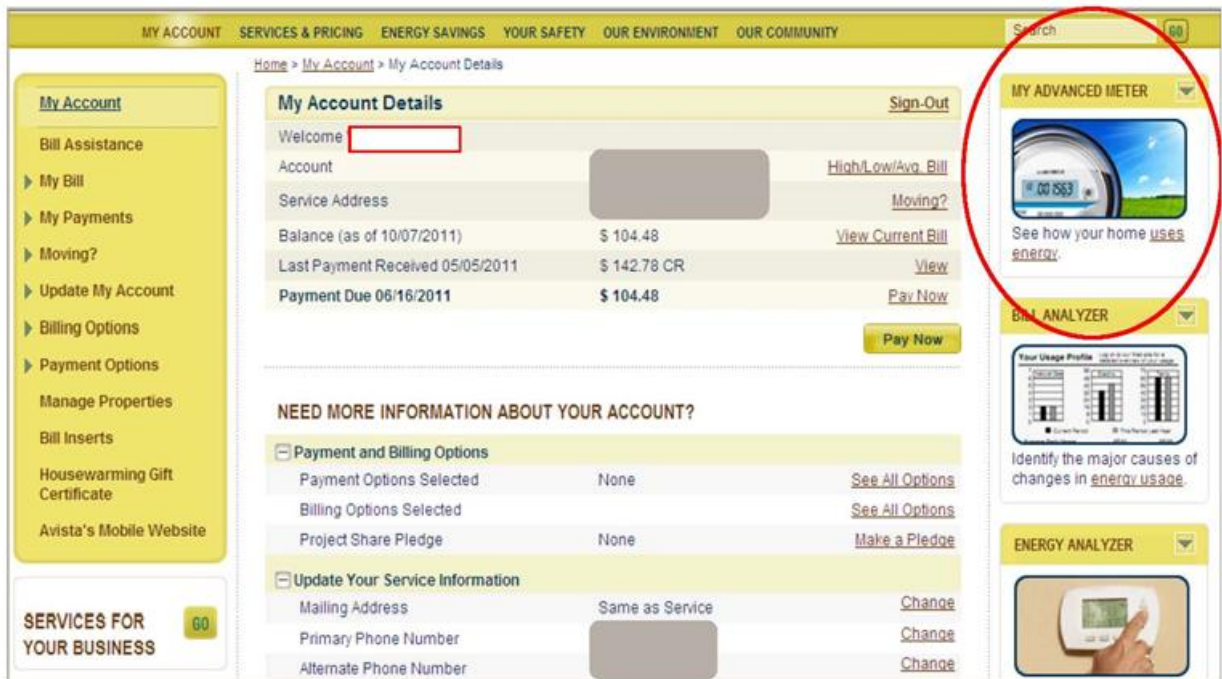 MY ACCOUNT SERVICES & PRICING ENERGY SAVINGS YOUR SAFETY OUR ENVIRONMENT OUR COMMUNITY Search GO
Home > My Account > My Account Details
My Account
Bill Assistance
My Bill
My Payments
Moving?
Update My Account
Billing Options
Payment Options
Manage Properties
Bill Inserts
Housewarming Gift
Certificate
Avista's Mobile Website
SERVICES FOR
YOUR BUSINESS
GO
My Account Details Sign-Out
Welcome
Account High/Low/Avg. Bill
Service Address Moving?
Balance (as of 10/07/2011) $ 104.48 View Current Bill
Last Payment Received 05/05/2011 $ 142.78 CR View
Payment Due 06/16/2011 $ 104.48 Pay Now
Pay Now
NEED MORE INFORMATION ABOUT YOUR ACCOUNT?
Payment and Billing Options
Payment Options Selected None See All Options
Billing Options Selected See All Options
Project Share Pledge None Make a Pledge
Update Your Service Information
Mailing Address Same as Service Change
Primary Phone Number Change
Alternate Phone Number Change
MY ADVANCED METER
001563
See how your home uses
energy.
BILL ANALYZER
Your Usage Profile
Identify the major causes of
changes in energy usage.
ENERGY ANALYZER